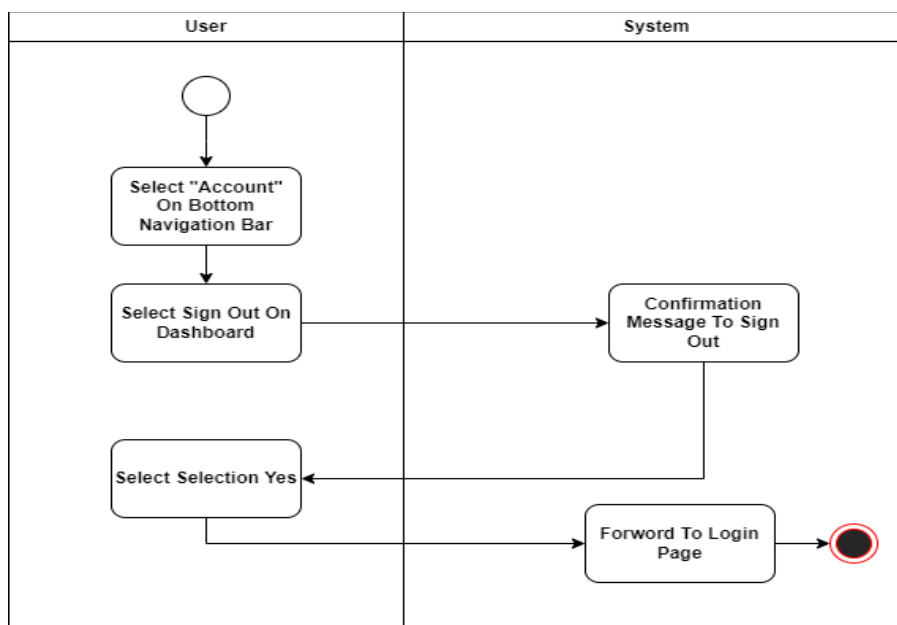 User
System
Select "Account"
On Bottom
Navigation Bar
Select Sign Out On
Dashboard
Confirmation
Message To Sign
Out
Select Selection Yes
Forword To Login
Page